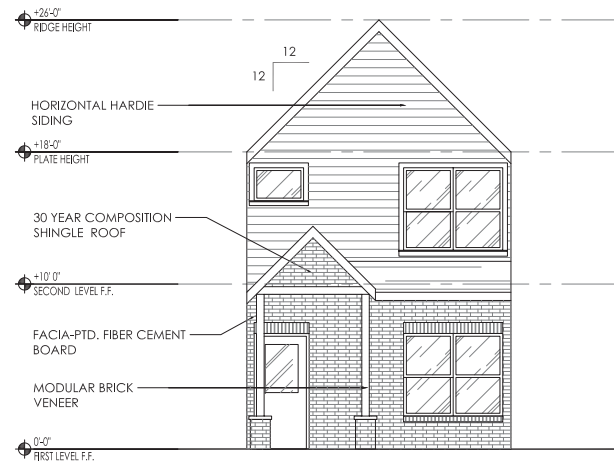 +26'-0"
RIDGE HEIGHT
12
12
HORIZONTAL HARDIE
SIDING
+18'-0"
PLATE HEIGHT
30 YEAR COMPOSITION
SHINGLE ROOF
+10' 0"
SECOND LEVEL F.F.
FACIA-PTD. FIBER CEMENT
BOARD
MODULAR BRICK
VENEER
0'-0"
FIRST LEVEL F.F.